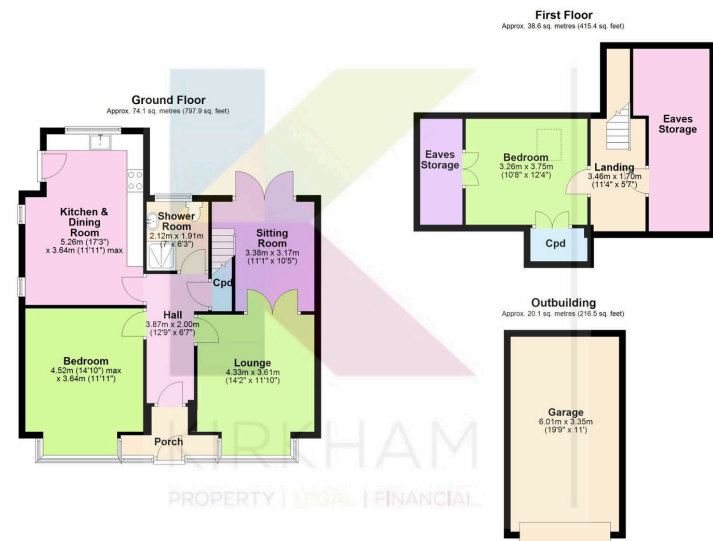 Ground Floor
Approx. 74.1 sq. metres (797.9 sq. feet)
Kitchen &
Dining
Room
5.26m (17'3")
x 3.64m (11'11") max
Shower
Room
2.12m x 1.91m
(7' x 6'3")
Sitting
Room
3.38m x 3.17m
(11'1" x 10'5")
Cpd
Hall
3.87m x 2.00m
(12'9" x 6'7")
Bedroom
4.52m (14'10") max
x 3.64m (11'11")
Lounge
4.33m x 3.61m
(14'2" x 11'10")
Porch
First Floor
Approx. 38.6 sq. metres (415.4 sq. feet)
Eaves
Storage
Bedroom
3.26m x 3.75m
(10'8" x 12'4")
Landing
3.46m x 1.70m
(11'4" x 5'7")
Eaves
Storage
Cpd
Outbuilding
Approx. 20.1 sq. metres (216.5 sq. feet)
Garage
6.01m x 3.35m
(19'9" x 11')
KIRKHAM
PROPERTY | LEGAL | FINANCIAL